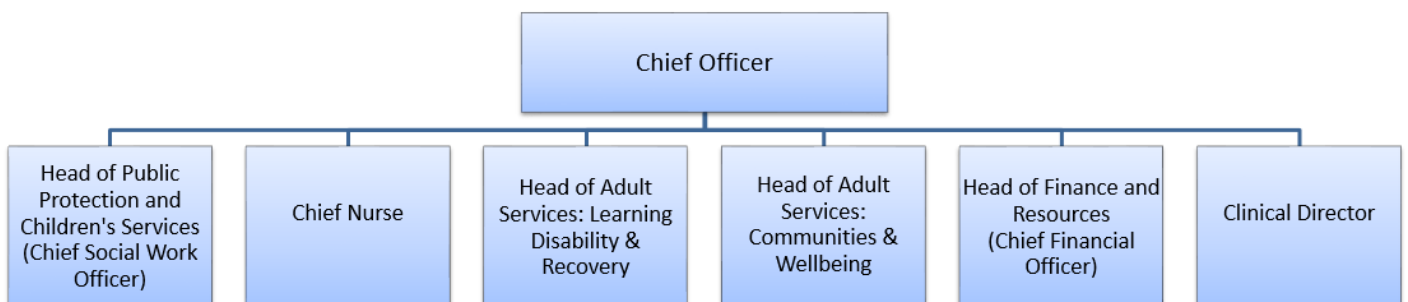 Chief Officer
Head of Public
Protection and
Children's Services
(Chief Social Work
Officer)
Chief Nurse
Head of Adult
Services: Learning
Disability &
Recovery
Head of Adult
Services:
Communities &
Wellbeing
Head of Finance and
Resources
(Chief Financial
Officer)
Clinical Director